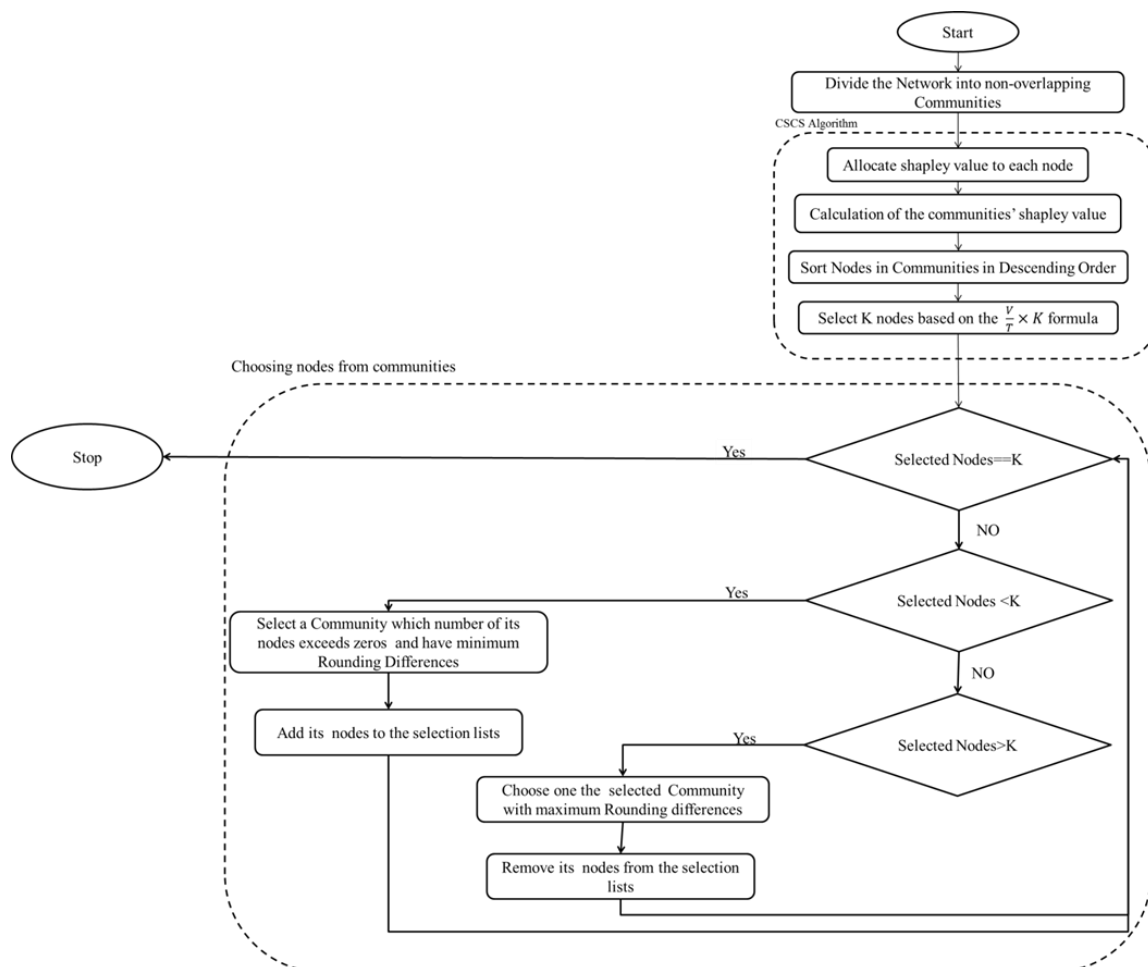 Start
Divide the Network into non-overlapping
Communities
CSCS Algorithm
Allocate shapley value to each node
Calculation of the communities' shapley value
Sort Nodes in Communities in Descending Order
Select K nodes based on the V/T × K formula
Choosing nodes from communities
Selected Nodes==K
Yes
Stop
NO
Selected Nodes <K
Yes
Select a Community which number of its
nodes exceeds zeros and have minimum
Rounding Differences
Add its nodes to the selection lists
NO
Selected Nodes>K
Yes
Choose one the selected Community
with maximum Rounding differences
Remove its nodes from the selection
lists